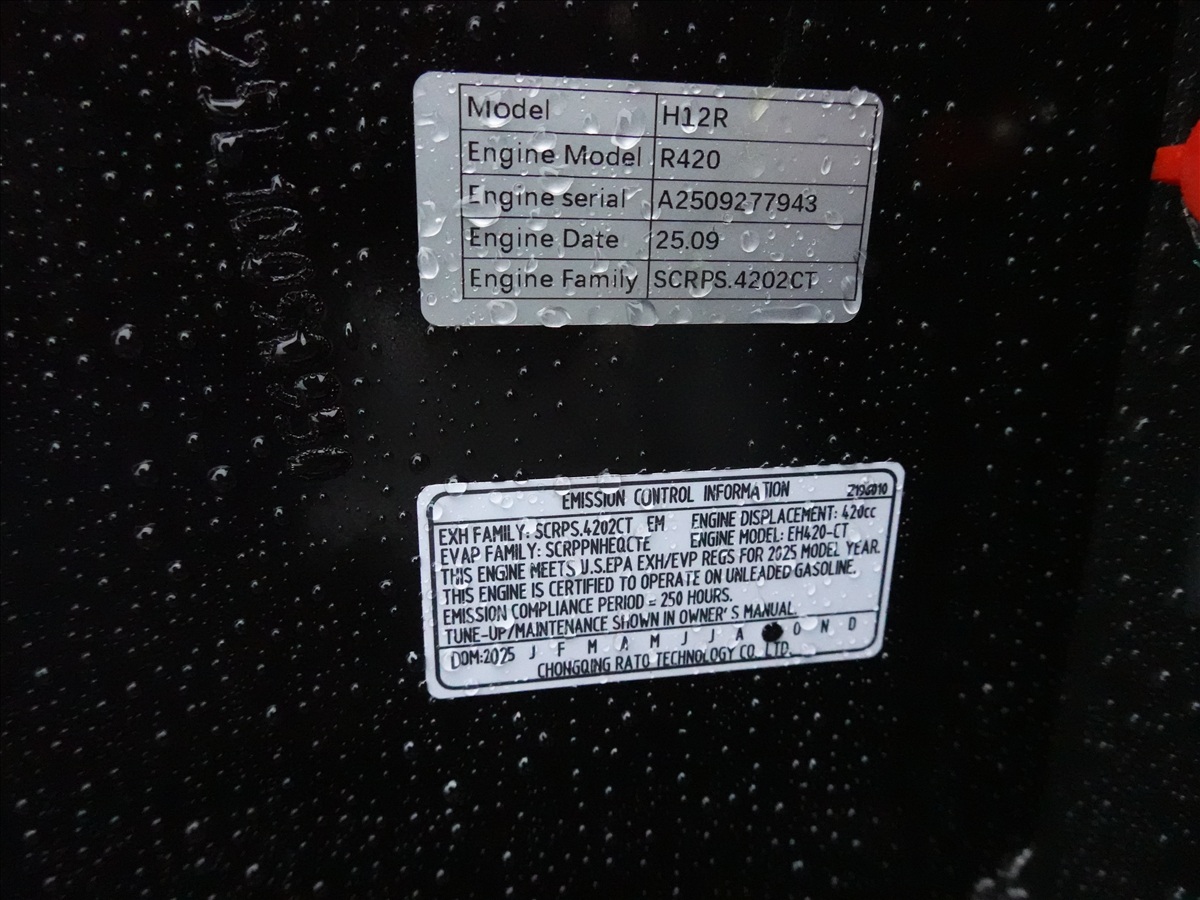 Model H12R
Engine Model R420
Engine serial A2509277943
Engine Date 25.09
Engine Family SCRPS.4202CT
EMISSION CONTROL INFORMATION
EXH FAMILY: SCRPS.4202CT EM ENGINE DISPLACEMENT: 420cc
EVAP FAMILY: SCRPPNHEQCTE ENGINE MODEL: EH420-CT
THIS ENGINE MEETS U.S.EPA EXH/EVP REGS FOR 2025 MODEL YEAR.
THIS ENGINE IS CERTIFIED TO OPERATE ON UNLEADED GASOLINE.
EMISSION COMPLIANCE PERIOD = 250 HOURS.
TUNE-UP/MAINTENANCE SHOWN IN OWNER'S MANUAL.
DOM:2025 J F M A M J J A O N D
CHONGQING RATO TECHNOLOGY CO., LTD.